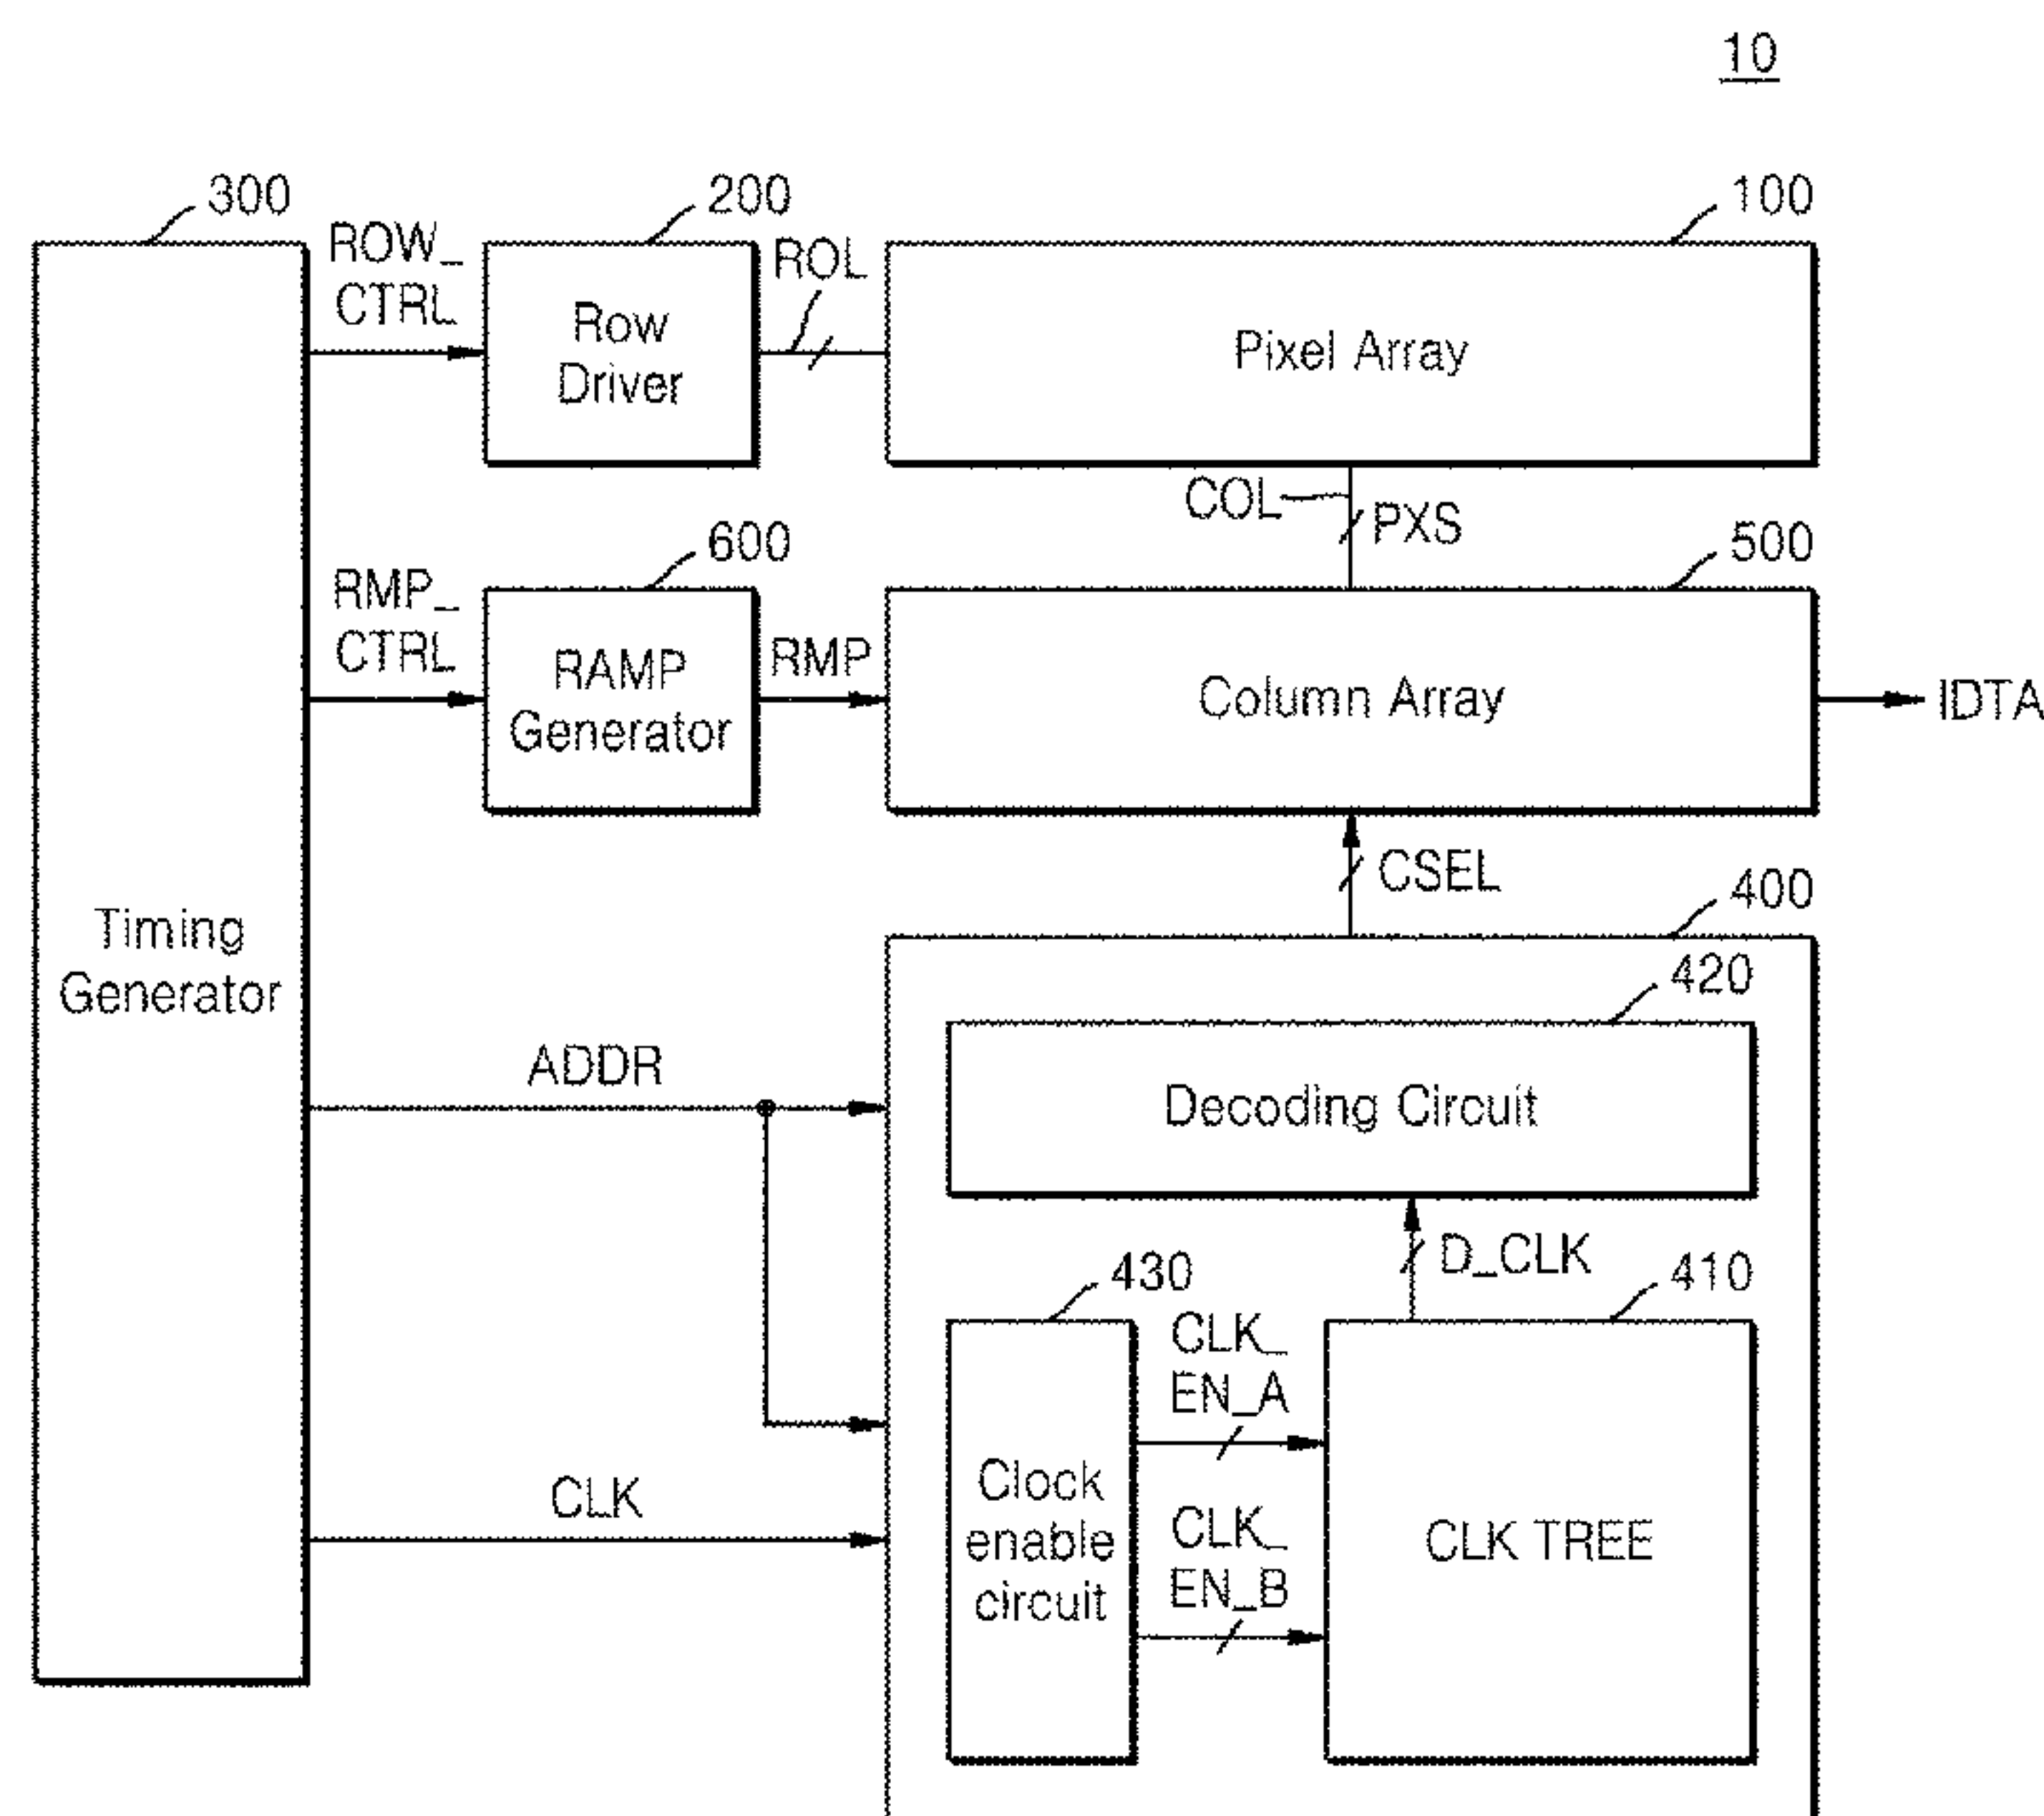 10
300
ROW_
CTRL
200
Row
Driver
ROL
100
Pixel Array
COL
PXS
RMP_
CTRL
600
RAMP
Generator
RMP
500
Column Array
IDTA
CSEL
Timing
Generator
400
420
Decoding Circuit
ADDR
D_CLK
430
Clock
enable
circuit
CLK_
EN_A
CLK_
EN_B
410
CLK TREE
CLK